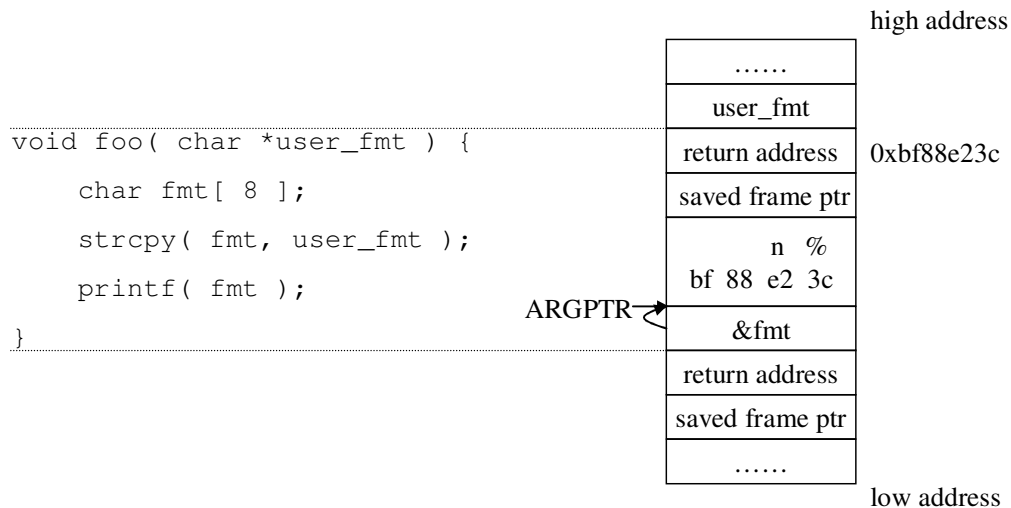 high address
……
user_fmt
void foo( char *user_fmt ) {
return address 0xbf88e23c
char fmt[ 8 ];
saved frame ptr
strcpy( fmt, user_fmt );
n %
bf 88 e2 3c
printf( fmt );
ARGPTR
&fmt
}
return address
saved frame ptr
……
low address